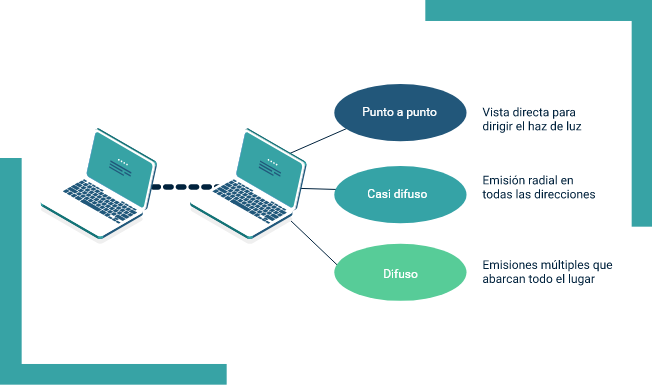 Punto a punto
Vista directa para
dirigir el haz de luz
Casi difuso
Emisión radial en
todas las direcciones
Difuso
Emisiones múltiples que
abarcan todo el lugar